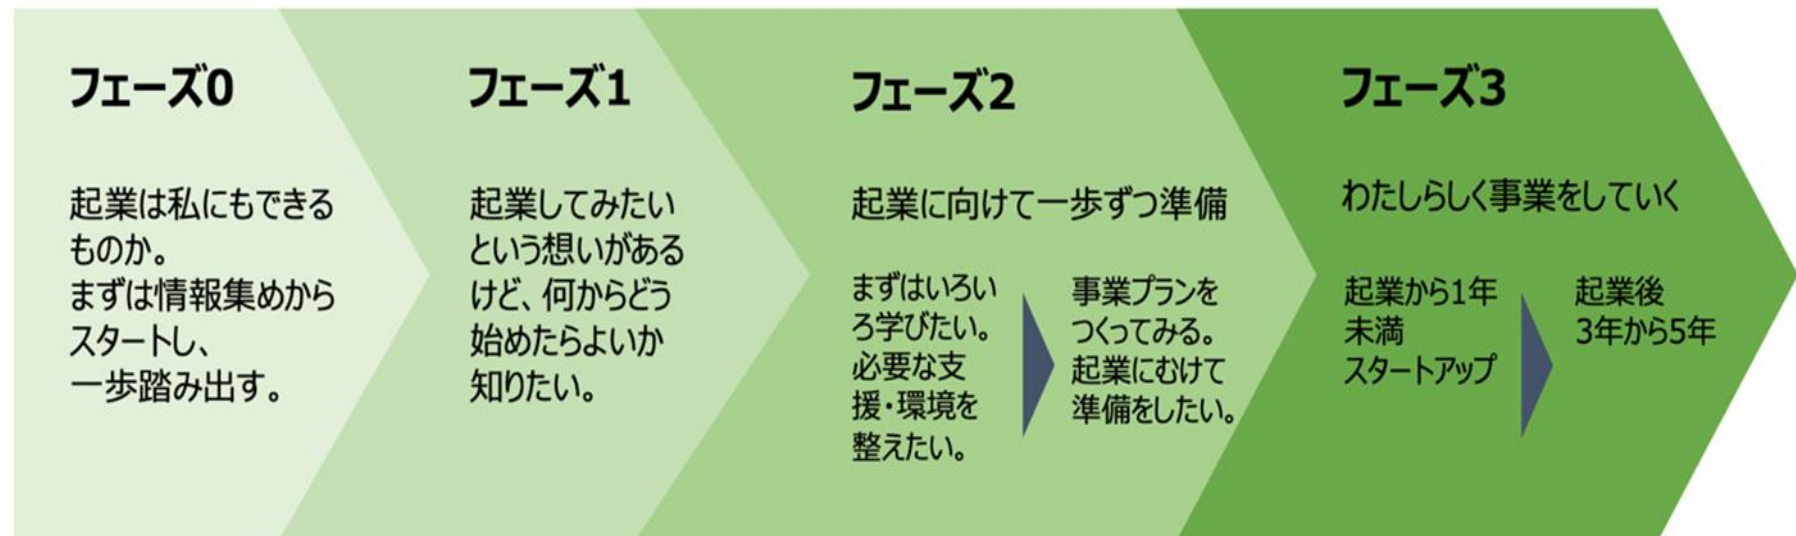 フェーズ0
起業は私にもできる
ものか。
まずは情報集めから
スタートし、
一歩踏み出す。
フェーズ1
起業してみたい
という想いがある
けど、何からどう
始めたらよいか
知りたい。
フェーズ2
起業に向けて一歩ずつ準備
まずはいろい
ろ学びたい。
必要な支
援・環境を
整えたい。
事業プランを
つくってみる。
起業にむけて
準備をしたい。
フェーズ3
わたしらしく事業をしていく
起業から1年
未満
スタートアップ
起業後
3年から5年